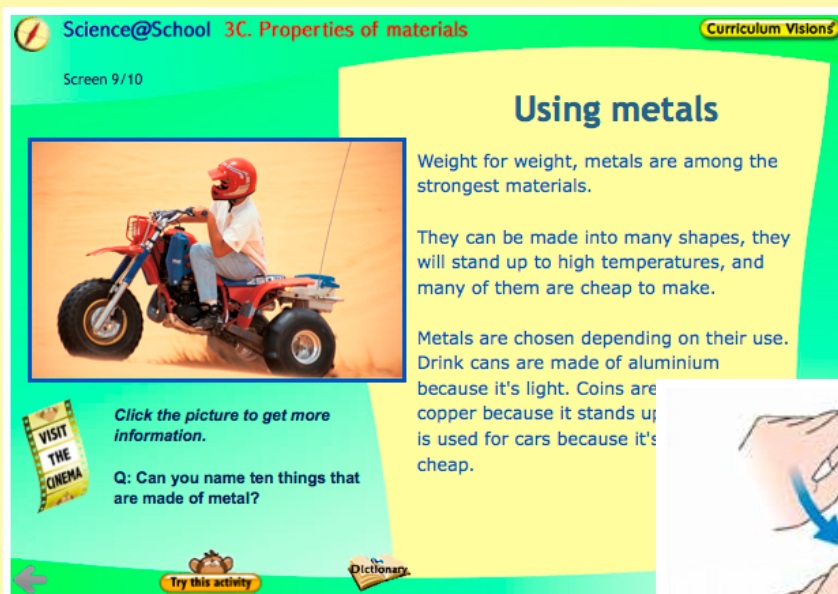 Science@School 3C. Properties of materials
Curriculum Visions
Screen 9/10
Using metals
Weight for weight, metals are among the
strongest materials.
They can be made into many shapes, they
will stand up to high temperatures, and
many of them are cheap to make.
Metals are chosen depending on their use.
Drink cans are made of aluminium
because it's light. Coins are
copper because it stands up
is used for cars because it's
cheap.
VISIT
THE
CINEMA
Click the picture to get more
information.
Q: Can you name ten things that
are made of metal?
Try this activity
Dictionary